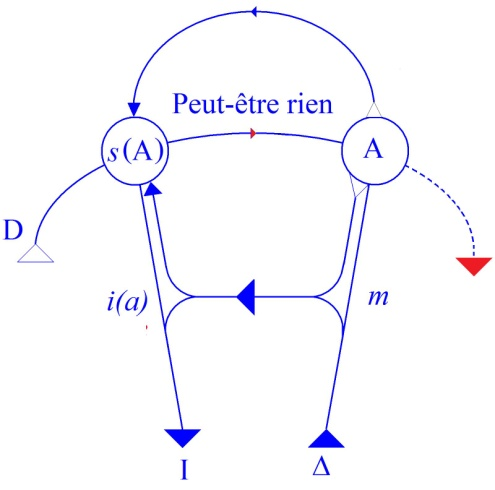 Peut-être rien
s(A)
A
D
i(a)
m
I
Δ